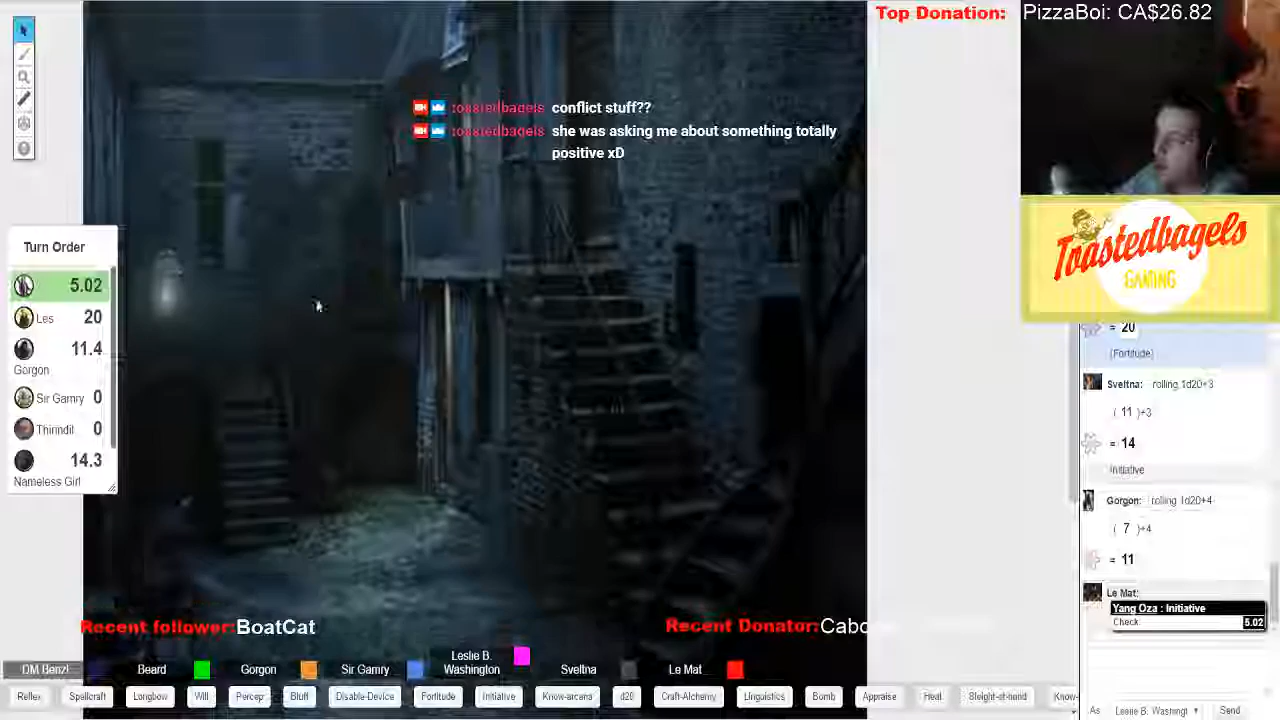 Top Donation: PizzaBoi: CA$26.82
toastedbagels conflict stuff??
toastedbagels she was asking me about something totally
positive xD
Toastedbagels
GAMING
Turn Order
5.02
Les 20
11.4
Gorgon
Sir Gamry 0
Thirindil 0
14.3
Nameless Girl
= 20
(Fortitude)
Sveltna: rolling 1d20+3
( 11 )+3
= 14
Initiative
Gorgon: rolling 1d20+4
( 7 )+4
= 11
Le Mat:
Yang Oza : Initiative
Check: 5.02
Recent follower:BoatCat
Recent Donator:Cabo
DM Benz!
Beard
Gorgon
Sir Gamry
Leslie B.
Washington
Sveltna
Le Mat
Reflex
Spellcraft
Longbow
Will
Percep
Bluff
Disable-Device
Fortitude
Initiative
Know-arcana
d20
Craft-Alchemy
Linguistics
Bomb
Appraise
Heal
Sleight-of-hand
Know-
As Leslie B. Washingt
Send